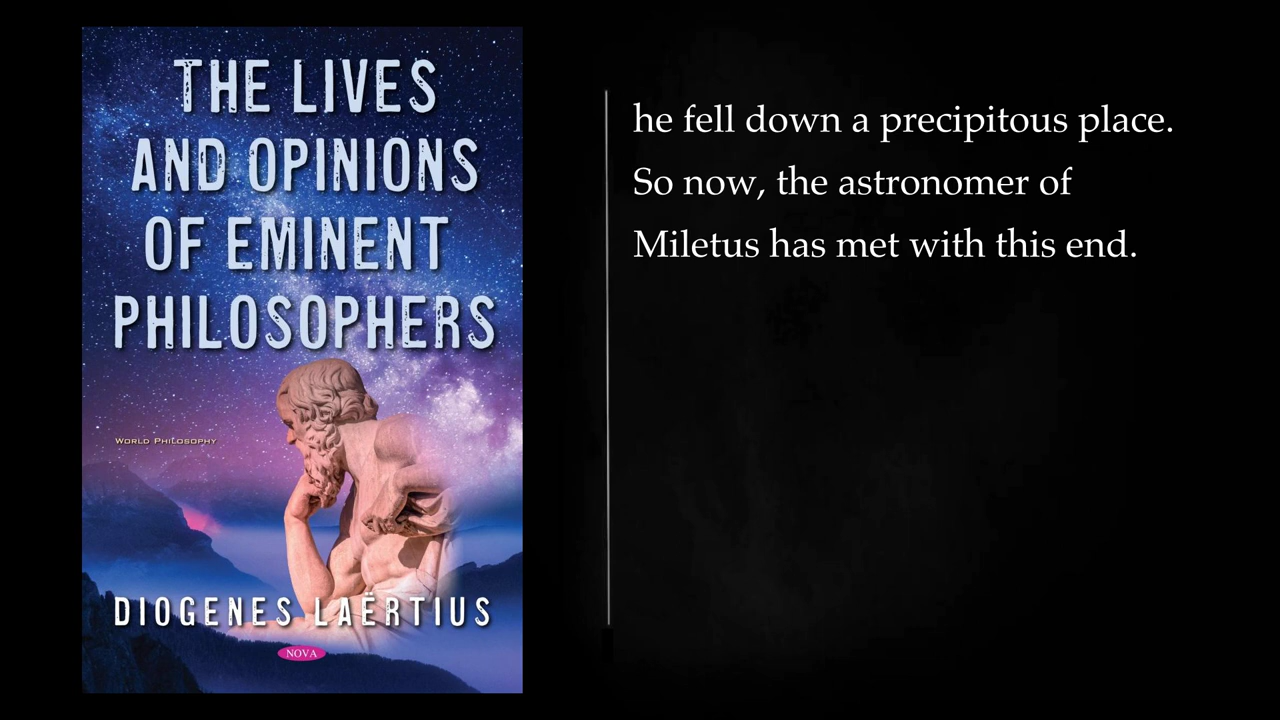 THE LIVES
AND OPINIONS
OF EMINENT
PHILOSOPHERS
WORLD PHILOSOPHY
DIOGENES LAËRTIUS
NOVA
he fell down a precipitous place.
So now, the astronomer of
Miletus has met with this end.